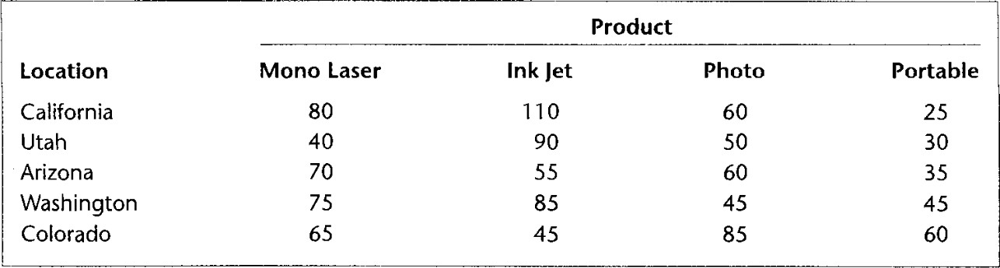 Product
Location Mono Laser Ink Jet Photo Portable
California 80 110 60 25
Utah 40 90 50 30
Arizona 70 55 60 35
Washington 75 85 45 45
Colorado 65 45 85 60